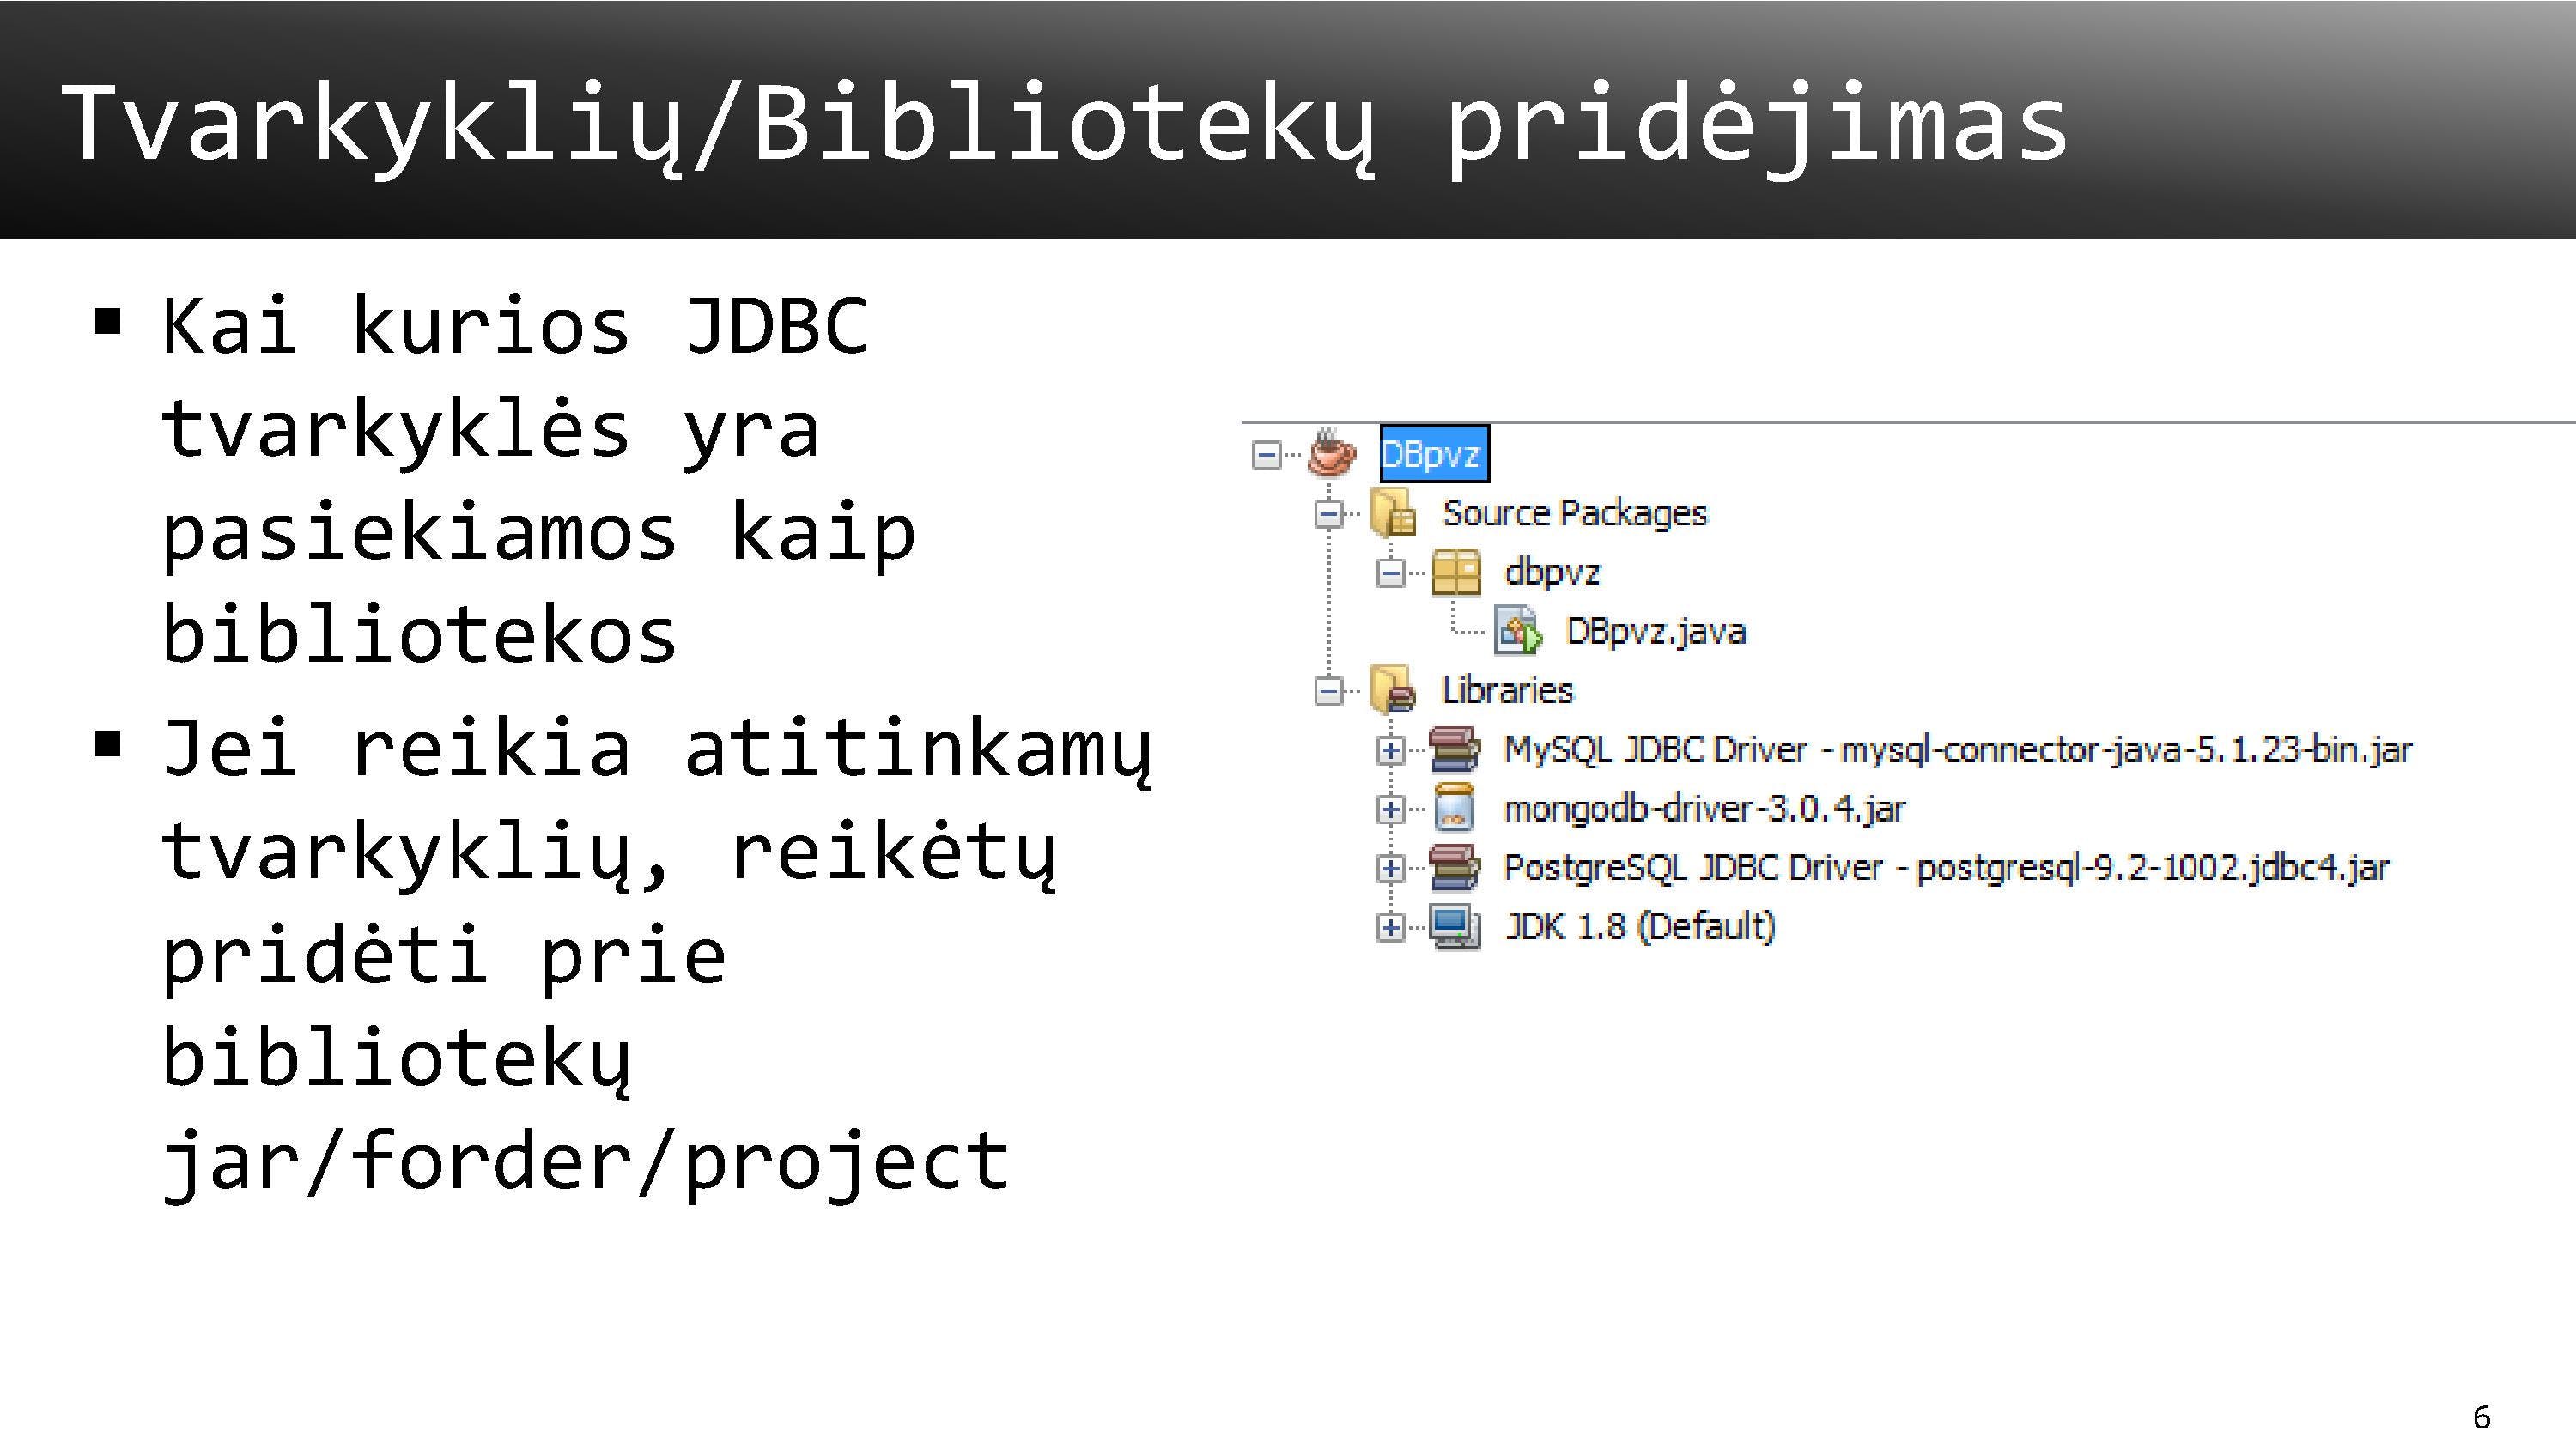 Tvarkyklių/Bibliotekų pridėjimas
▪ Kai kurios JDBC
tvarkyklės yra
pasiekiamos kaip
bibliotekos
▪ Jei reikia atitinkamų
tvarkyklių, reikėtų
pridėti prie
bibliotekų
jar/forder/project
DBpvz
Source Packages
dbpvz
DBpvz.java
Libraries
MySQL JDBC Driver - mysql-connector-java-5.1.23-bin.jar
mongodb-driver-3.0.4.jar
PostgreSQL JDBC Driver - postgresql-9.2-1002.jdbc4.jar
JDK 1.8 (Default)
6